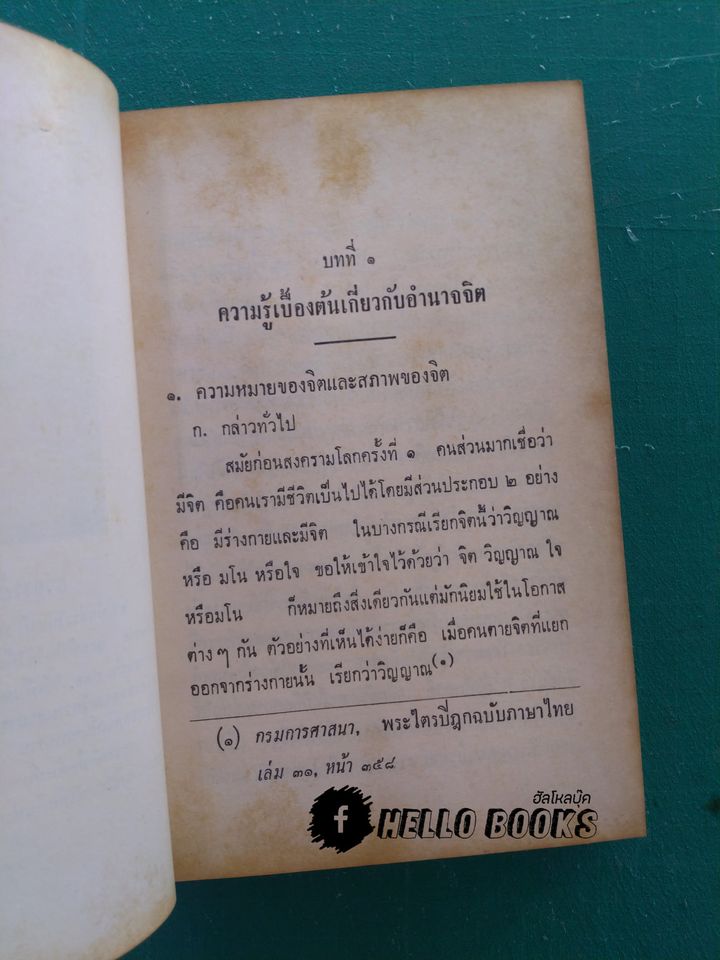 บทที่ ๑
ความรู้เบื้องต้นเกี่ยวกับอำนาจจิต
๑. ความหมายของจิตและสภาพของจิต
ก. กล่าวทั่วไป
สมัยก่อนสงครามโลกครั้งที่ ๑ คนส่วนมากเชื่อว่า
มีจิต คือคนเรามีชีวิตเป็นไปได้โดยมีส่วนประกอบ ๒ อย่าง
คือ มีร่างกายและมีจิต ในบางกรณีเรียกจิตนี้ว่าวิญญาณ
หรือ มโน หรือใจ ขอให้เข้าใจไว้ด้วยว่า จิต วิญญาณ ใจ
หรือมโน ก็หมายถึงสิ่งเดียวกันแต่มักนิยมใช้ในโอกาส
ต่าง ๆ กัน ตัวอย่างที่เห็นได้ง่ายก็คือ เมื่อคนตายจิตที่แยก
ออกจากร่างกายนั้น เรียกว่าวิญญาณ(๑)
(๑) กรมการศาสนา, พระไตรปิฎกฉบับภาษาไทย
เล่ม ๓๑, หน้า ๓๕๘
ฮัลโหลบุ๊ค
f HELLO BOOKS